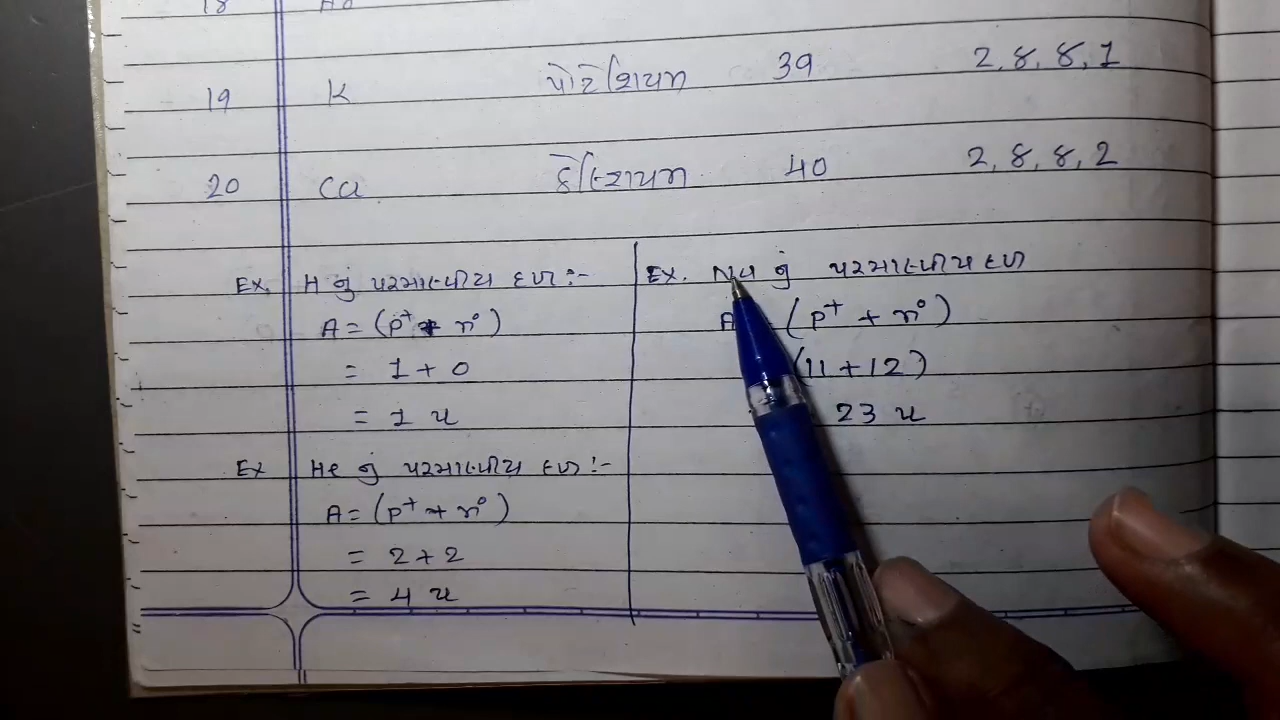 18
19 K પોટેશિયમ 39 2, 8, 8, 1
20 Ca કેલ્શિયમ 40 2, 8, 8, 2
Ex. H નું પરમાણ્વીય દળ :-
A = (p⁺ + n⁰)
= 1 + 0
= 1 u
Ex He નું પરમાણ્વીય દળ :-
A = (p⁺ + n⁰)
= 2 + 2
= 4 u
Ex. Na નું પરમાણ્વીય દળ
A (p⁺ + n⁰)
(11 + 12)
23 u